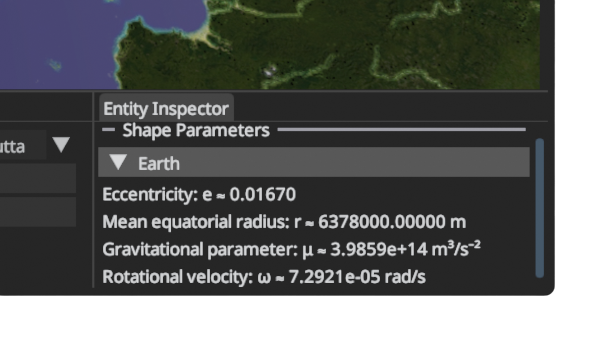 Entity Inspector
Shape Parameters
utta
Earth
Eccentricity: e ≈ 0.01670
Mean equatorial radius: r ≈ 6378000.00000 m
Gravitational parameter: μ ≈ 3.9859e+14 m³/s⁻²
Rotational velocity: ω ≈ 7.2921e-05 rad/s